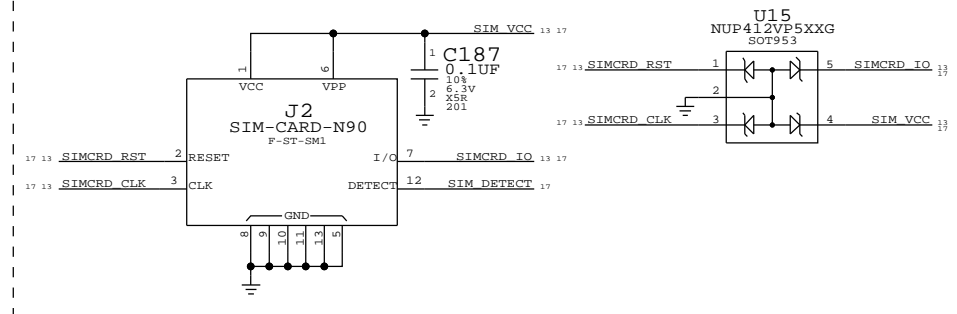 SIM_VCC 13 17
1
6
VCC
VPP
1
2
C187
0.1UF
10%
6.3V
X5R
201
J2
SIM-CARD-N90
F-ST-SM1
17 13 SIMCRD_RST 2 RESET
17 13 SIMCRD_CLK 3 CLK
I/O 7 SIMCRD_IO 13 17
DETECT 12 SIM_DETECT 17
GND
8 9 10 11 13 5
U15
NUP412VP5XXG
SOT953
17 13 SIMCRD_RST 1
5 SIMCRD_IO 13 17
2
17 13 SIMCRD_CLK 3
4 SIM_VCC 13 17